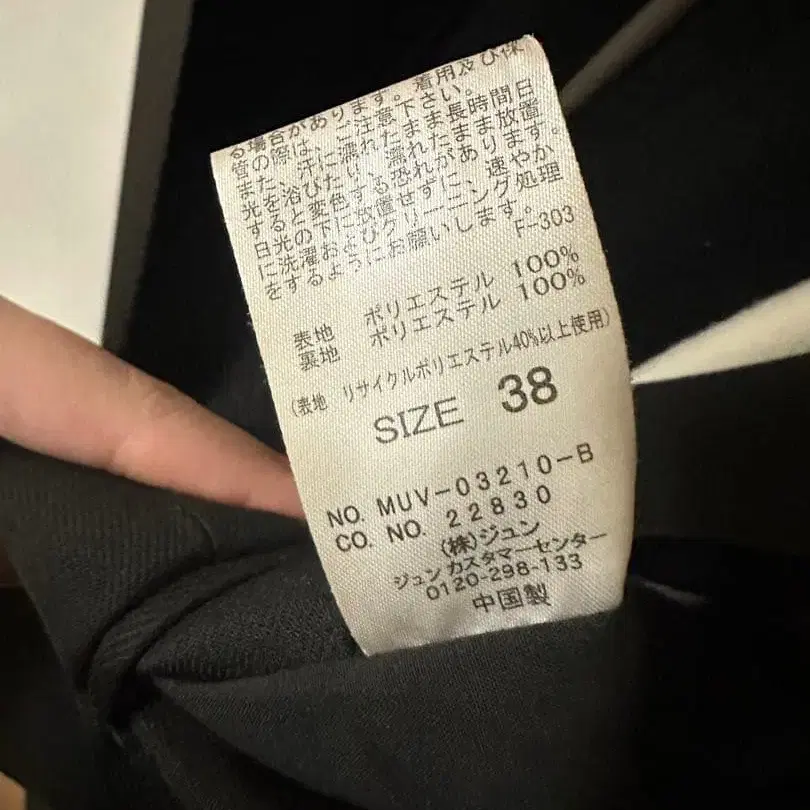 る場合があります。着用及び保
管の際は、ご注意下さい。
また、汗に濡れたまま長時間日
光を浴びたり、濡れたまま放置
すると変色する恐れがあります。
日光の下に放置せずに、速やか
に洗濯およびクリーニング処理
をするようにお願いします。
F-303
表地 ポリエステル 100%
裏地 ポリエステル 100%
(表地 リサイクルポリエステル40%以上使用)
SIZE 38
NO. MUV-03210-B
CO. NO. 22830
(株)ジュン
ジュン カスタマーセンター
0120-298-133
中国製